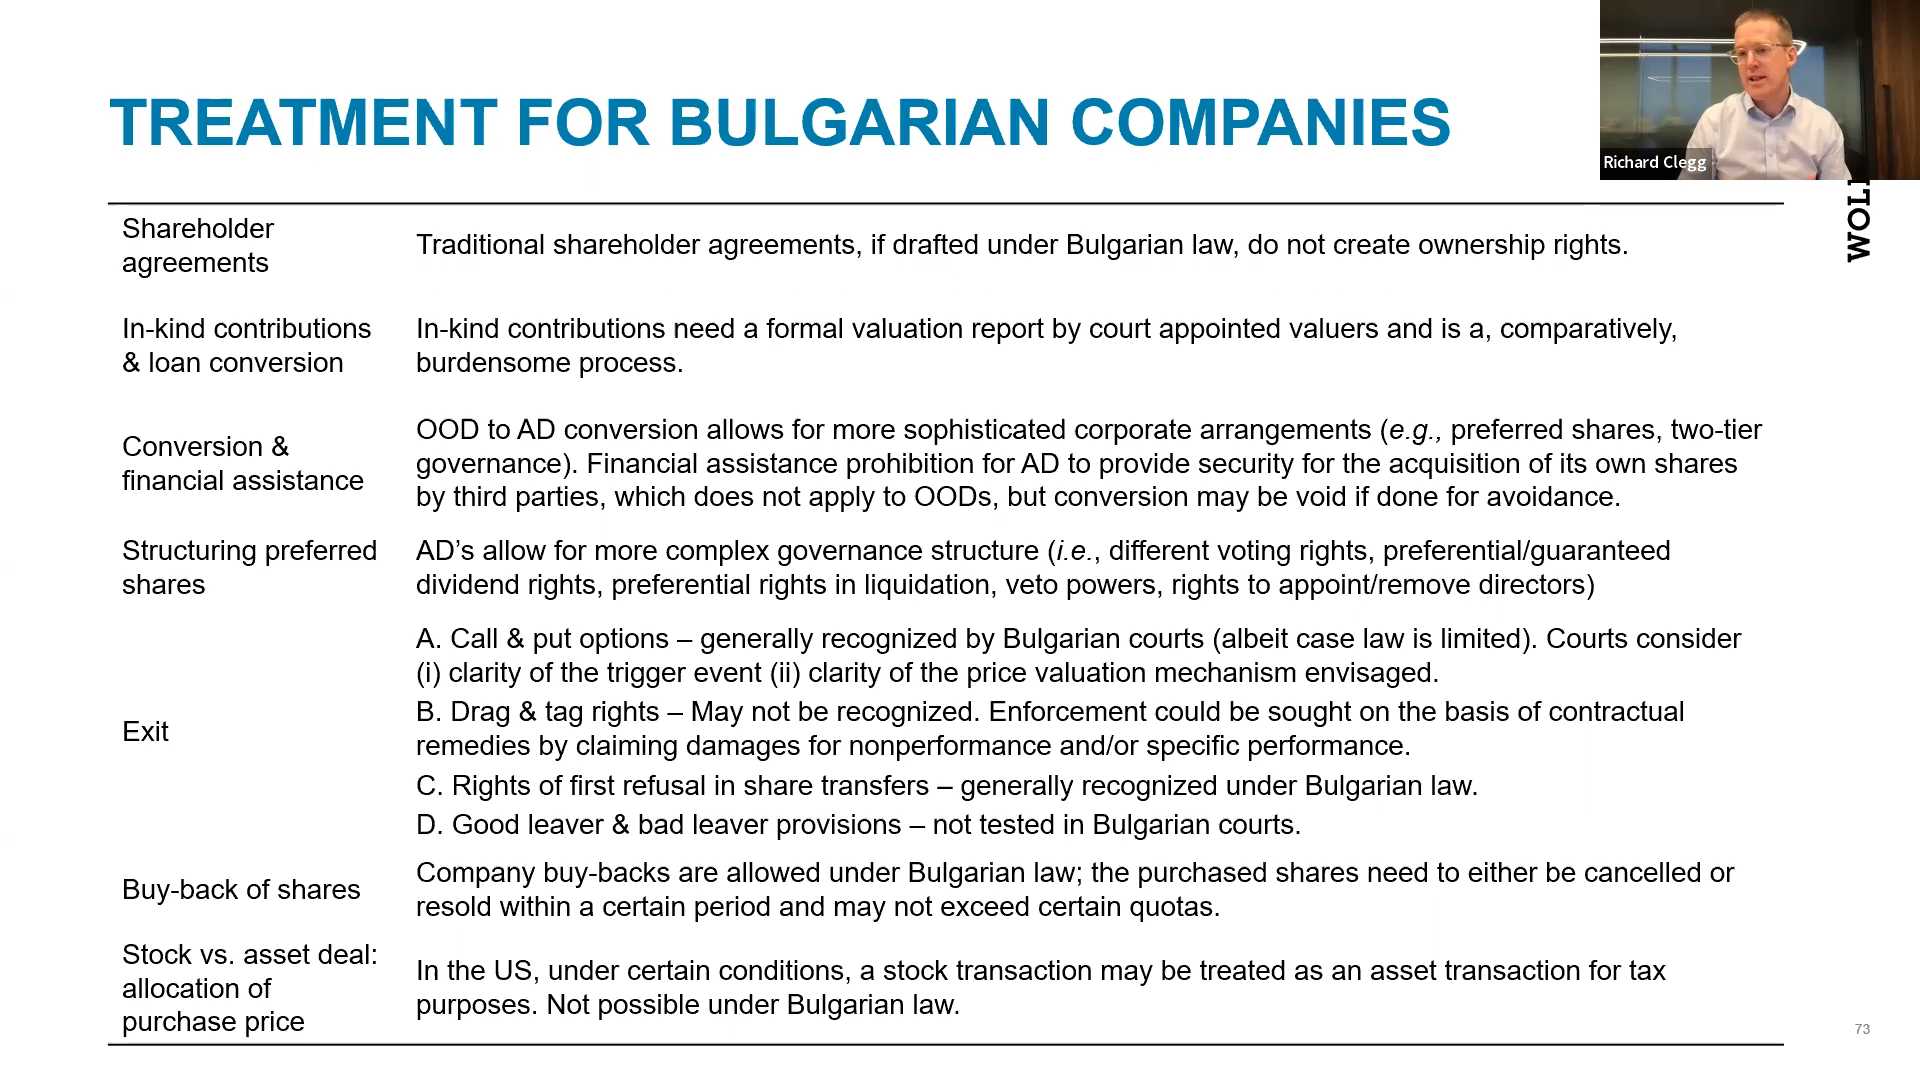 TREATMENT FOR BULGARIAN COMPANIES
Richard Clegg
Shareholder
agreements
Traditional shareholder agreements, if drafted under Bulgarian law, do not create ownership rights.
In-kind contributions
& loan conversion
In-kind contributions need a formal valuation report by court appointed valuers and is a, comparatively,
burdensome process.
Conversion &
financial assistance
OOD to AD conversion allows for more sophisticated corporate arrangements (e.g., preferred shares, two-tier
governance). Financial assistance prohibition for AD to provide security for the acquisition of its own shares
by third parties, which does not apply to OODs, but conversion may be void if done for avoidance.
Structuring preferred
shares
AD’s allow for more complex governance structure (i.e., different voting rights, preferential/guaranteed
dividend rights, preferential rights in liquidation, veto powers, rights to appoint/remove directors)
Exit
A. Call & put options – generally recognized by Bulgarian courts (albeit case law is limited). Courts consider
(i) clarity of the trigger event (ii) clarity of the price valuation mechanism envisaged.
B. Drag & tag rights – May not be recognized. Enforcement could be sought on the basis of contractual
remedies by claiming damages for nonperformance and/or specific performance.
C. Rights of first refusal in share transfers – generally recognized under Bulgarian law.
D. Good leaver & bad leaver provisions – not tested in Bulgarian courts.
Buy-back of shares
Company buy-backs are allowed under Bulgarian law; the purchased shares need to either be cancelled or
resold within a certain period and may not exceed certain quotas.
Stock vs. asset deal:
allocation of
purchase price
In the US, under certain conditions, a stock transaction may be treated as an asset transaction for tax
purposes. Not possible under Bulgarian law.
73